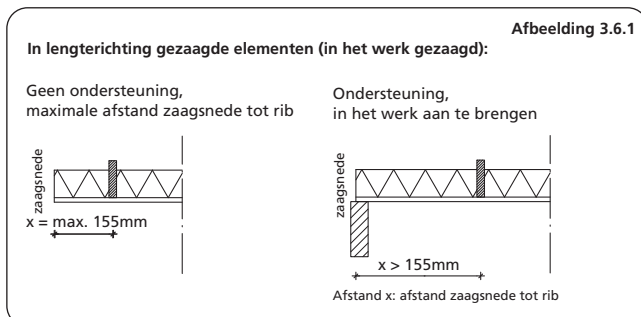 Afbeelding 3.6.1
In lengterichting gezaagde elementen (in het werk gezaagd):
Geen ondersteuning,
maximale afstand zaagsnede tot rib
zaagsnede
x = max. 155mm
Ondersteuning,
in het werk aan te brengen
zaagsnede
x > 155mm
Afstand x: afstand zaagsnede tot rib